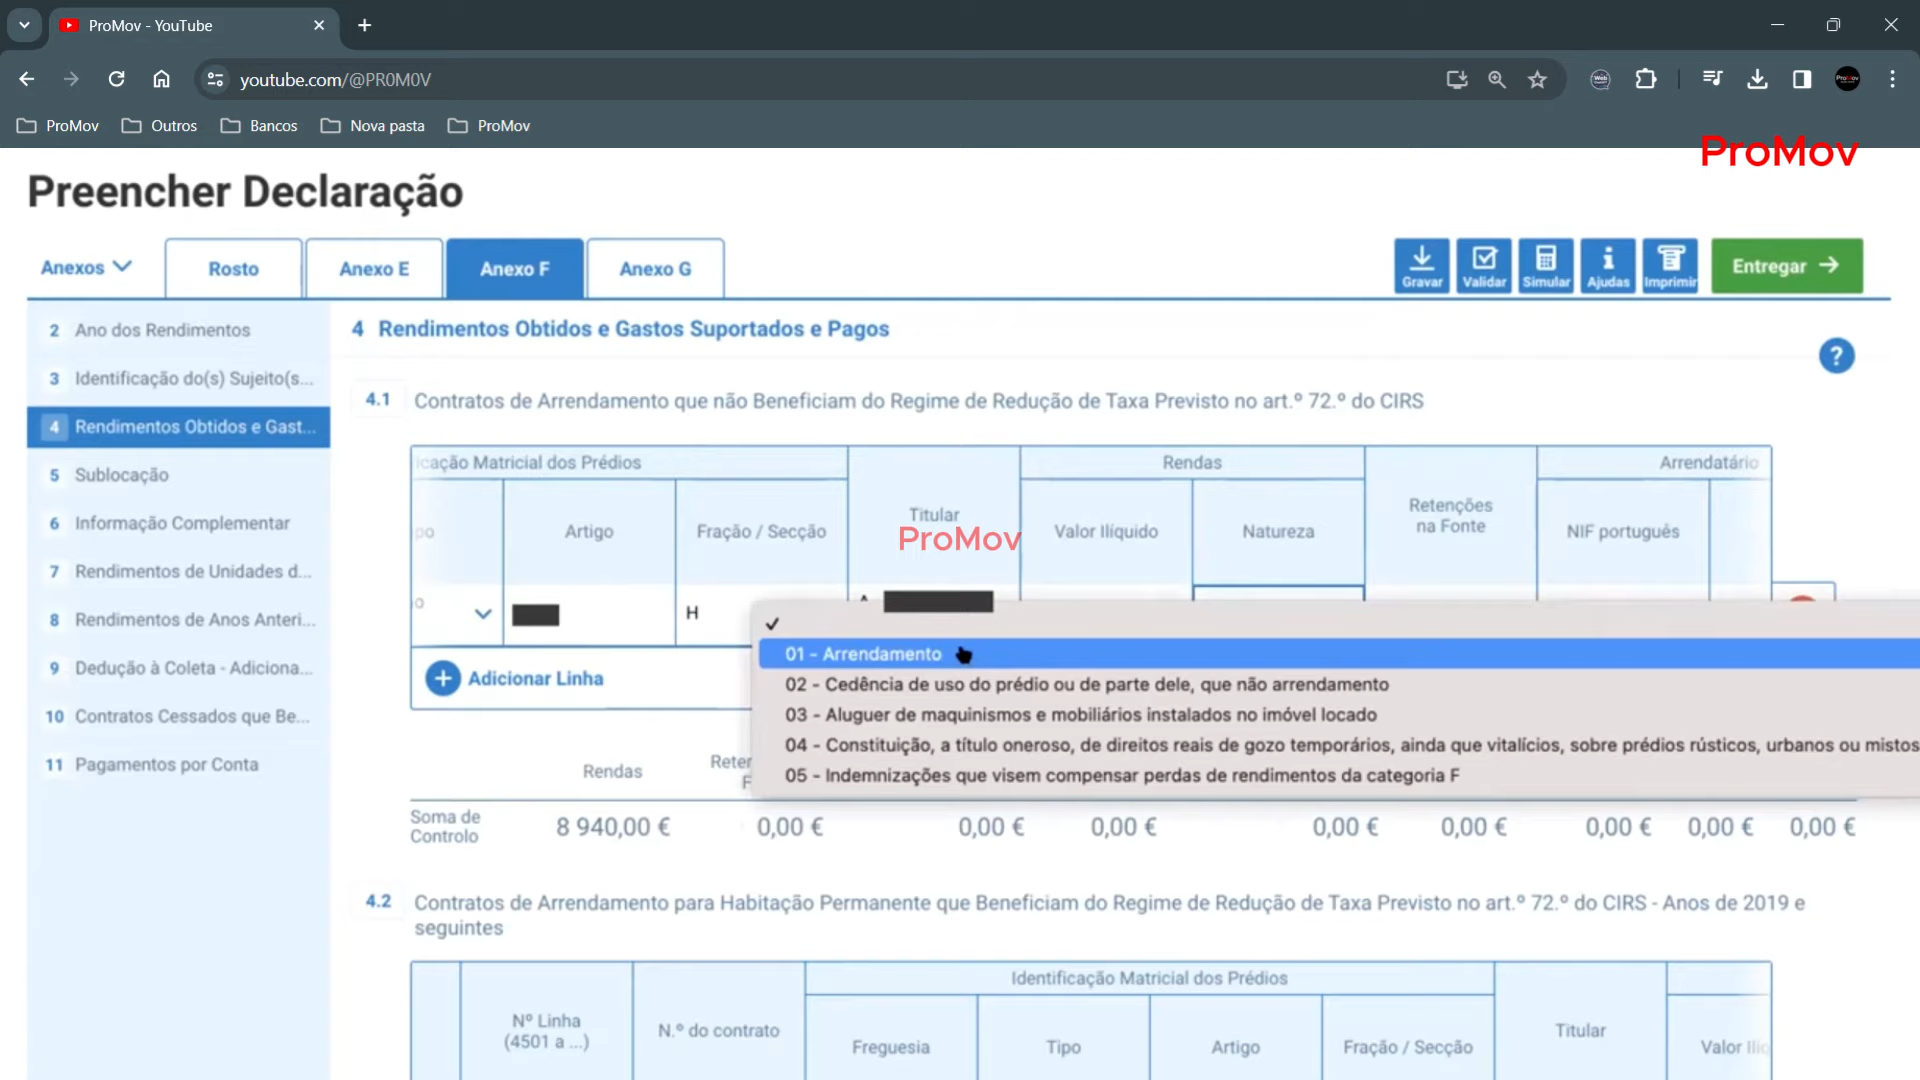 ProMov - YouTube
youtube.com/@PR0M0V
ProMov
Outros
Bancos
Nova pasta
ProMov
ProMov
Preencher Declaração
Anexos
Rosto
Anexo E
Anexo F
Anexo G
Gravar
Validar
Simular
Ajudas
Imprimir
Entregar
2 Ano dos Rendimentos
3 Identificação do(s) Sujeito(s...
4 Rendimentos Obtidos e Gast...
5 Sublocação
6 Informação Complementar
7 Rendimentos de Unidades d...
8 Rendimentos de Anos Anteri...
9 Dedução à Coleta - Adiciona...
10 Contratos Cessados que Be...
11 Pagamentos por Conta
4 Rendimentos Obtidos e Gastos Suportados e Pagos
?
4.1 Contratos de Arrendamento que não Beneficiam do Regime de Redução de Taxa Previsto no art.º 72.º do CIRS
icação Matricial dos Prédios
Rendas
Arrendatário
po
Artigo
Fração / Secção
Titular
Valor Ilíquido
Natureza
Retenções
na Fonte
NIF português
ProMov
o
H
Adicionar Linha
01 - Arrendamento
02 - Cedência de uso do prédio ou de parte dele, que não arrendamento
03 - Aluguer de maquinismos e mobiliários instalados no imóvel locado
04 - Constituição, a título oneroso, de direitos reais de gozo temporários, ainda que vitalícios, sobre prédios rústicos, urbanos ou mistos
05 - Indemnizações que visem compensar perdas de rendimentos da categoria F
Rendas
Reter
F
Soma de
Controlo
8 940,00 € 0,00 € 0,00 € 0,00 € 0,00 € 0,00 € 0,00 € 0,00 € 0,00 €
4.2 Contratos de Arrendamento para Habitação Permanente que Beneficiam do Regime de Redução de Taxa Previsto no art.º 72.º do CIRS - Anos de 2019 e
seguintes
Identificação Matricial dos Prédios
Nº Linha
(4501 a ...)
N.º do contrato
Freguesia
Tipo
Artigo
Fração / Secção
Titular
Valor Ilíq